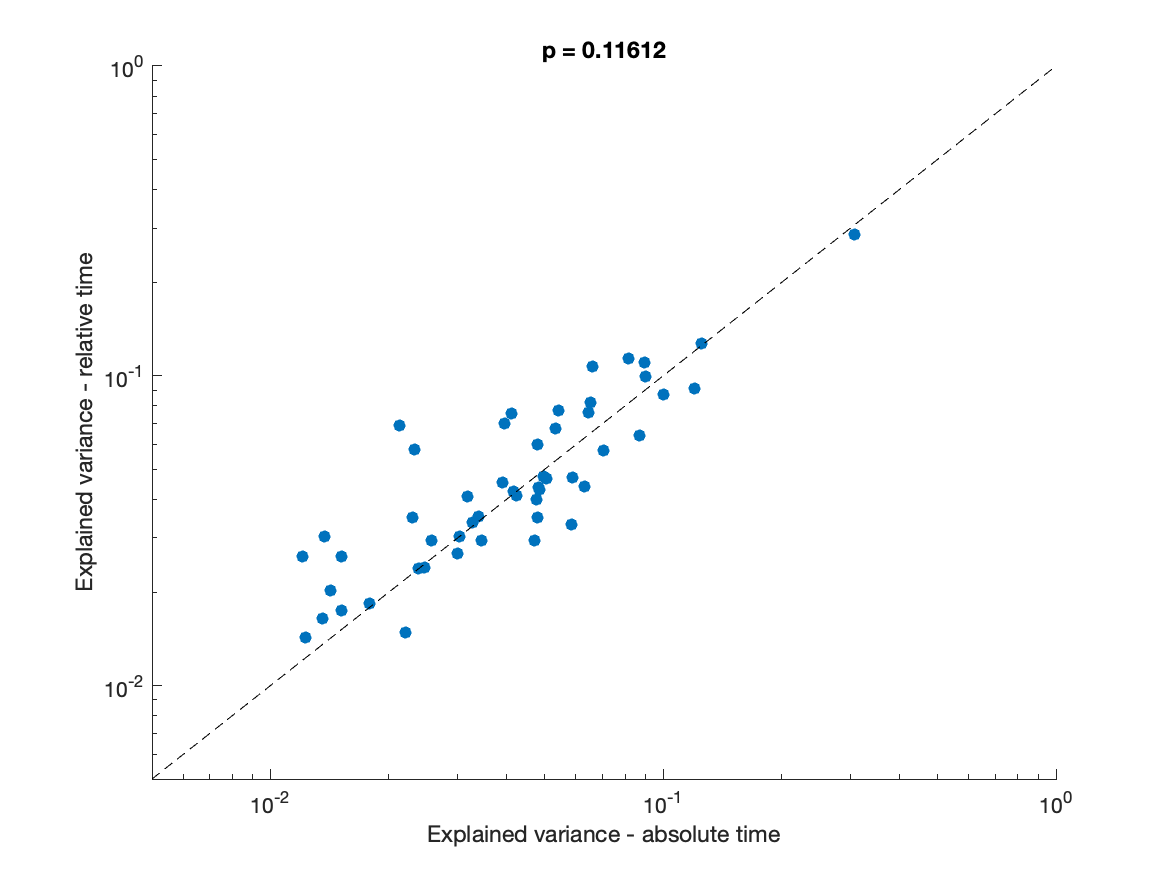 p = 0.11612
10^0
10^-1
10^-2
Explained variance - relative time
10^-2 10^-1 10^0
Explained variance - absolute time